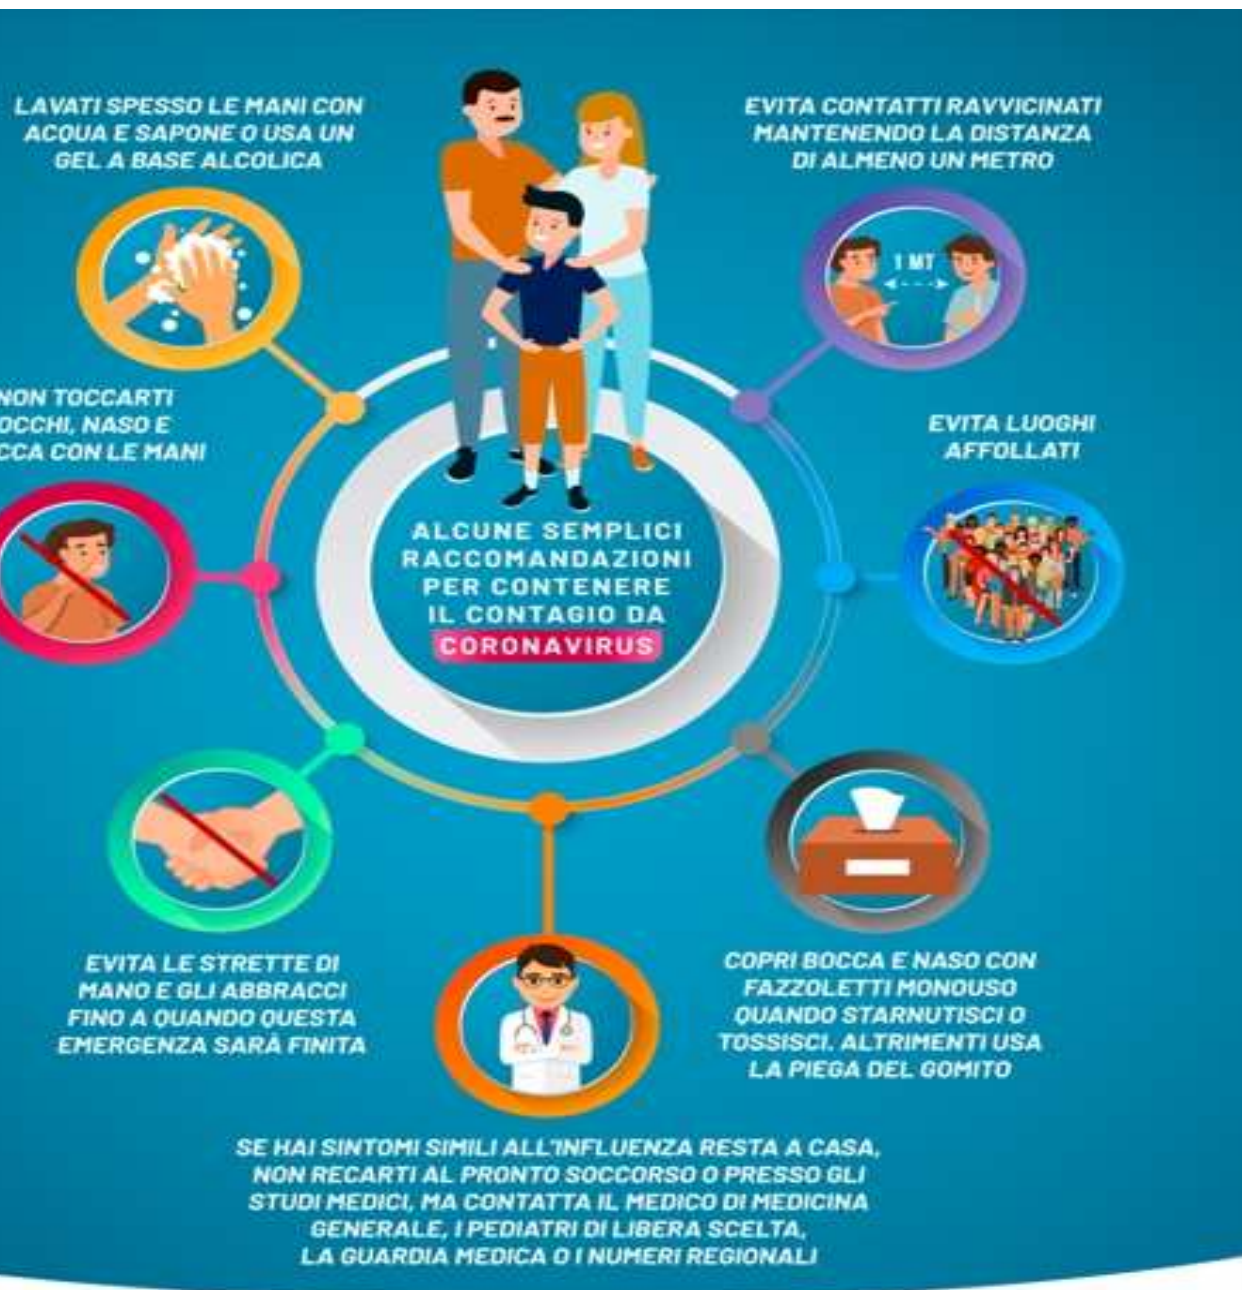 LAVATI SPESSO LE MANI CON
ACQUA E SAPONE O USA UN
GEL A BASE ALCOLICA
EVITA CONTATTI RAVVICINATI
MANTENENDO LA DISTANZA
DI ALMENO UN METRO
1 MT
NON TOCCARTI
OCCHI, NASO E
CCA CON LE MANI
EVITA LUOGHI
AFFOLLATI
ALCUNE SEMPLICI
RACCOMANDAZIONI
PER CONTENERE
IL CONTAGIO DA
CORONAVIRUS
EVITA LE STRETTE DI
MANO E GLI ABBRACCI
FINO A QUANDO QUESTA
EMERGENZA SARÀ FINITA
COPRI BOCCA E NASO CON
FAZZOLETTI MONOUSO
QUANDO STARNUTISCI O
TOSSISCI. ALTRIMENTI USA
LA PIEGA DEL GOMITO
SE HAI SINTOMI SIMILI ALL'INFLUENZA RESTA A CASA,
NON RECARTI AL PRONTO SOCCORSO O PRESSO GLI
STUDI MEDICI, MA CONTATTA IL MEDICO DI MEDICINA
GENERALE, I PEDIATRI DI LIBERA SCELTA,
LA GUARDIA MEDICA O I NUMERI REGIONALI